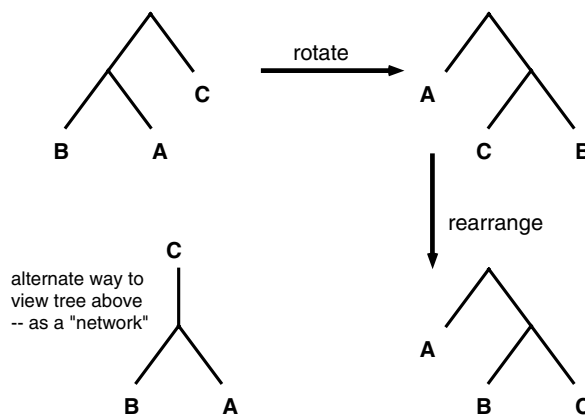 rotate
C
A
B
A
C
B
rearrange
C
alternate way to
view tree above
-- as a "network"
A
B
A
B
C